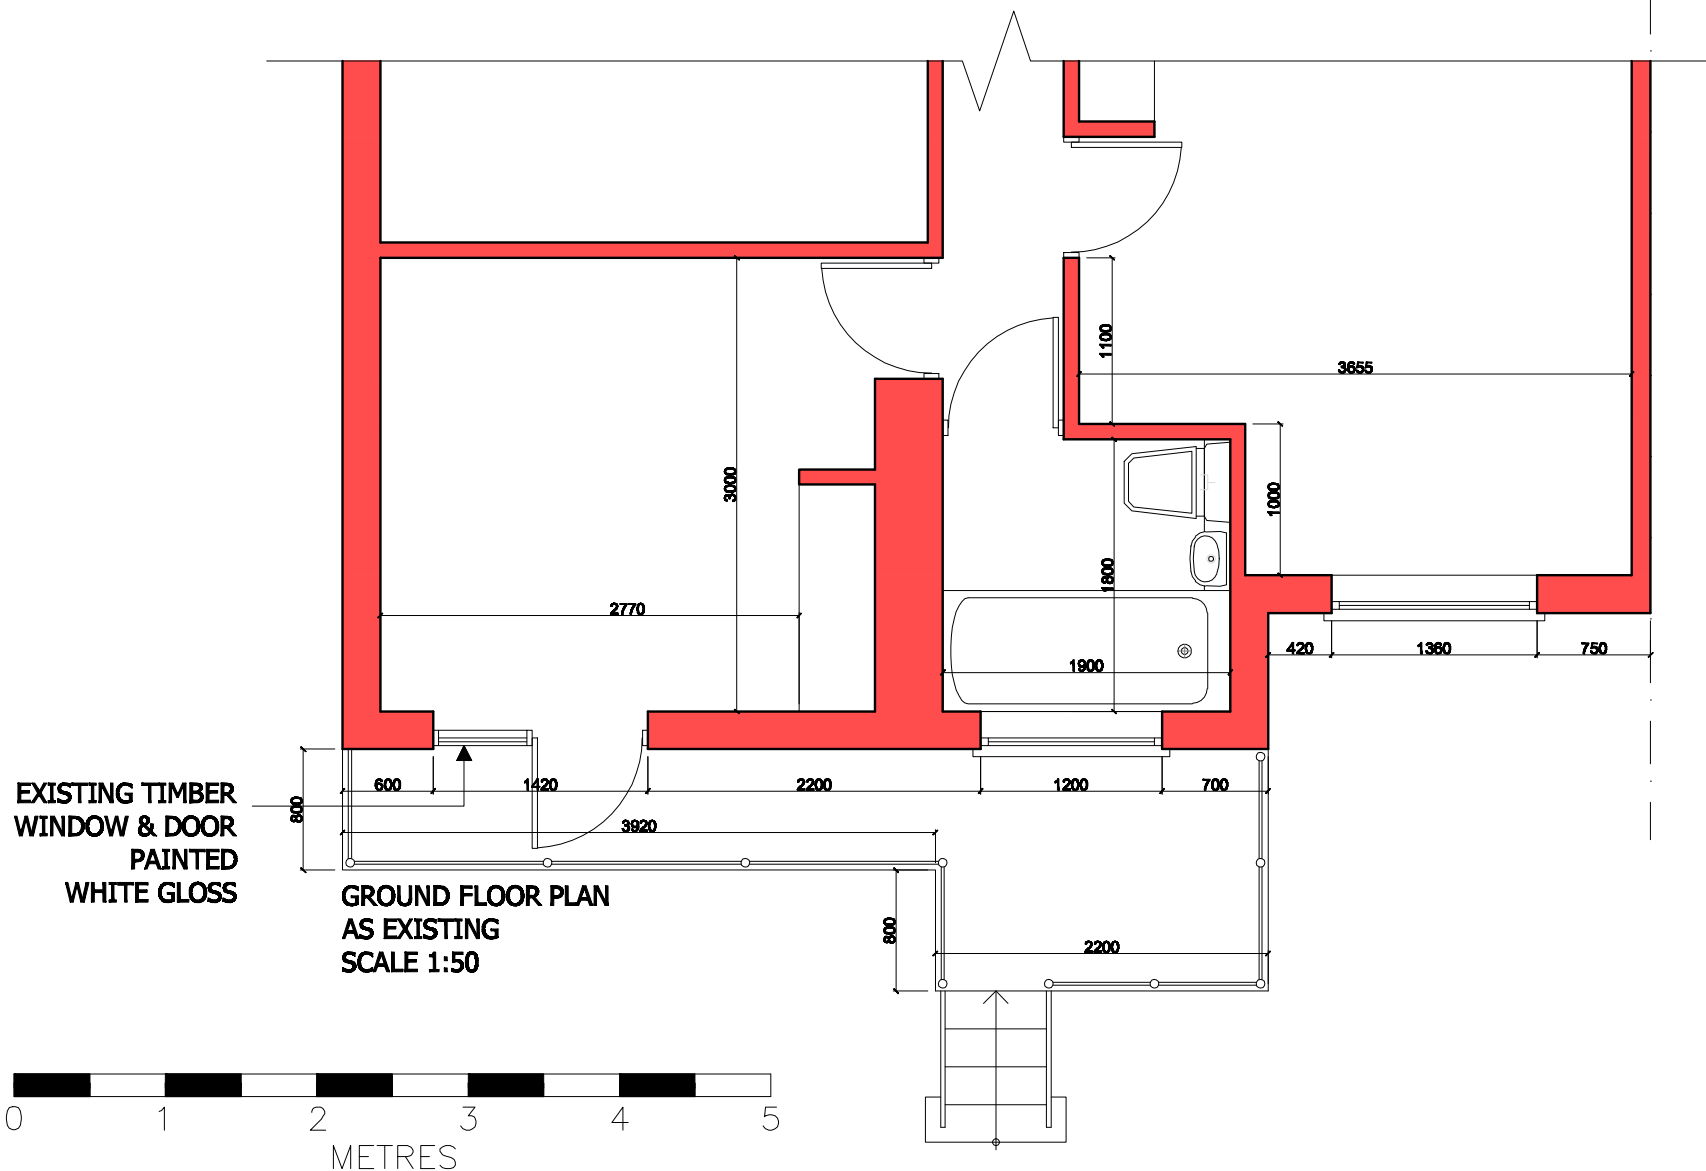 1100
3655
3000
1000
1800
2770
1900
420
1360
750
EXISTING TIMBER
WINDOW & DOOR
PAINTED
WHITE GLOSS
800
600
1420
2200
1200
700
3920
GROUND FLOOR PLAN
AS EXISTING
SCALE 1:50
800
2200
0 1 2 3 4 5
METRES